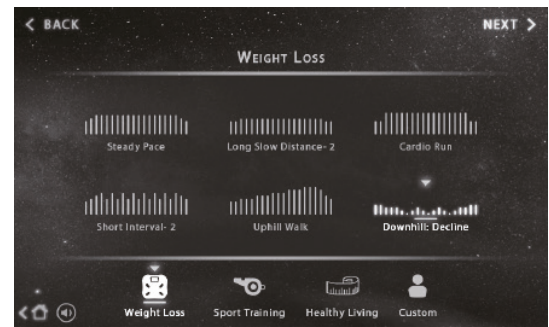 BACK
NEXT
WEIGHT LOSS
Steady Pace
Long Slow Distance- 2
Cardio Run
Short Interval- 2
Uphill Walk
Downhill: Decline
Weight Loss
Sport Training
Healthy Living
Custom